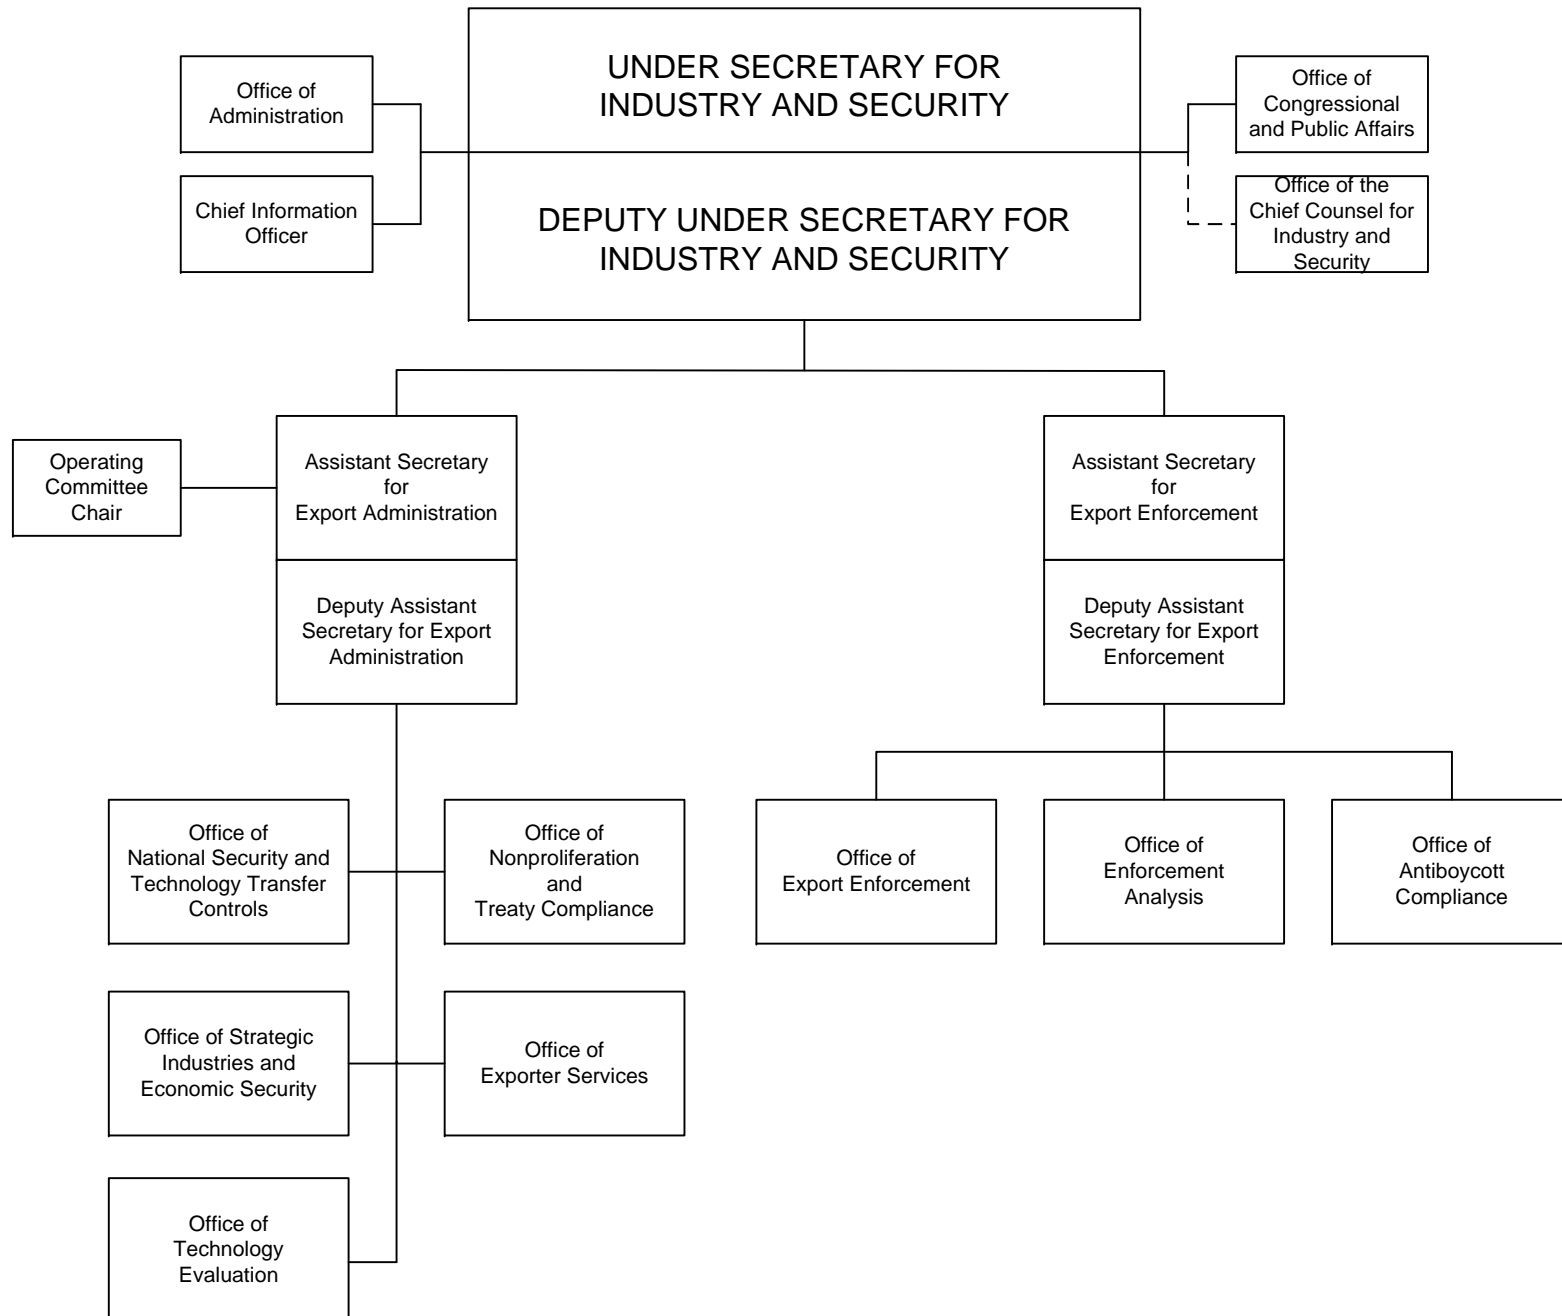 UNDER SECRETARY FOR
INDUSTRY AND SECURITY
DEPUTY UNDER SECRETARY FOR
INDUSTRY AND SECURITY
Office of
Administration
Chief Information
Officer
Office of
Congressional
and Public Affairs
Office of the
Chief Counsel for
Industry and
Security
Operating
Committee
Chair
Assistant Secretary
for
Export Administration
Deputy Assistant
Secretary for Export
Administration
Assistant Secretary
for
Export Enforcement
Deputy Assistant
Secretary for Export
Enforcement
Office of
National Security and
Technology Transfer
Controls
Office of
Nonproliferation
and
Treaty Compliance
Office of Strategic
Industries and
Economic Security
Office of
Exporter Services
Office of
Technology
Evaluation
Office of
Export Enforcement
Office of
Enforcement
Analysis
Office of
Antiboycott
Compliance